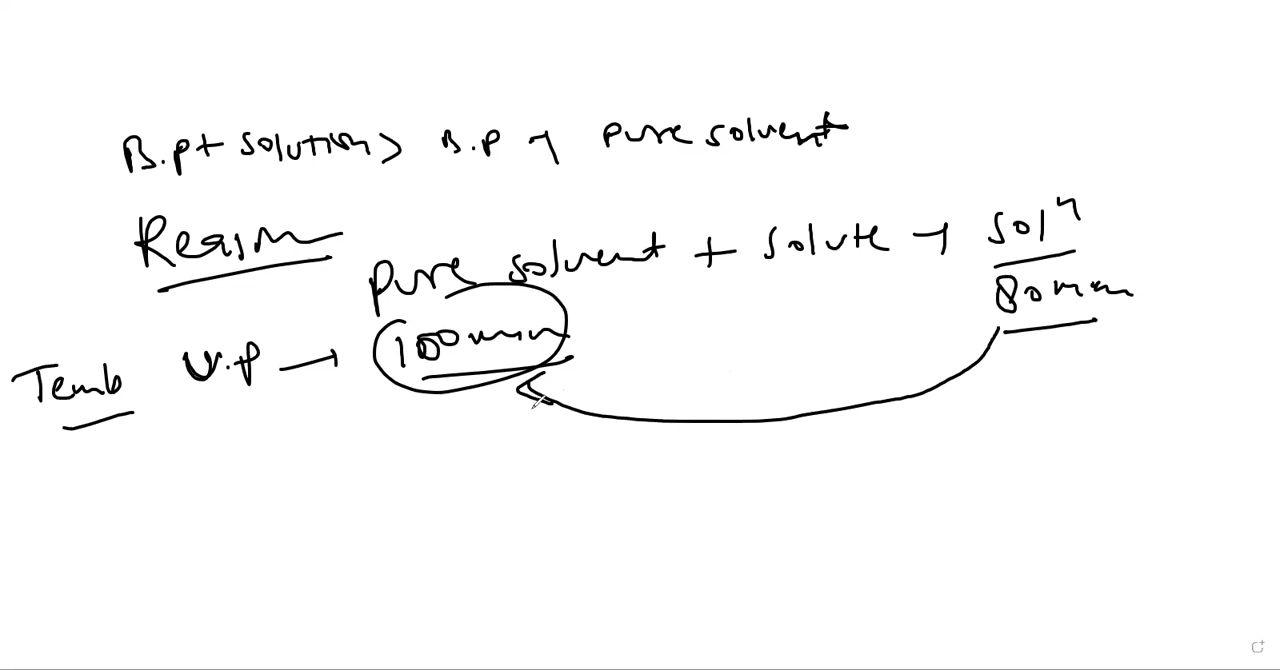 B.pt solution > B.P of pure solvent
Reason
pure solvent + solute → solⁿ
Temp V.P → 100mm 80mm